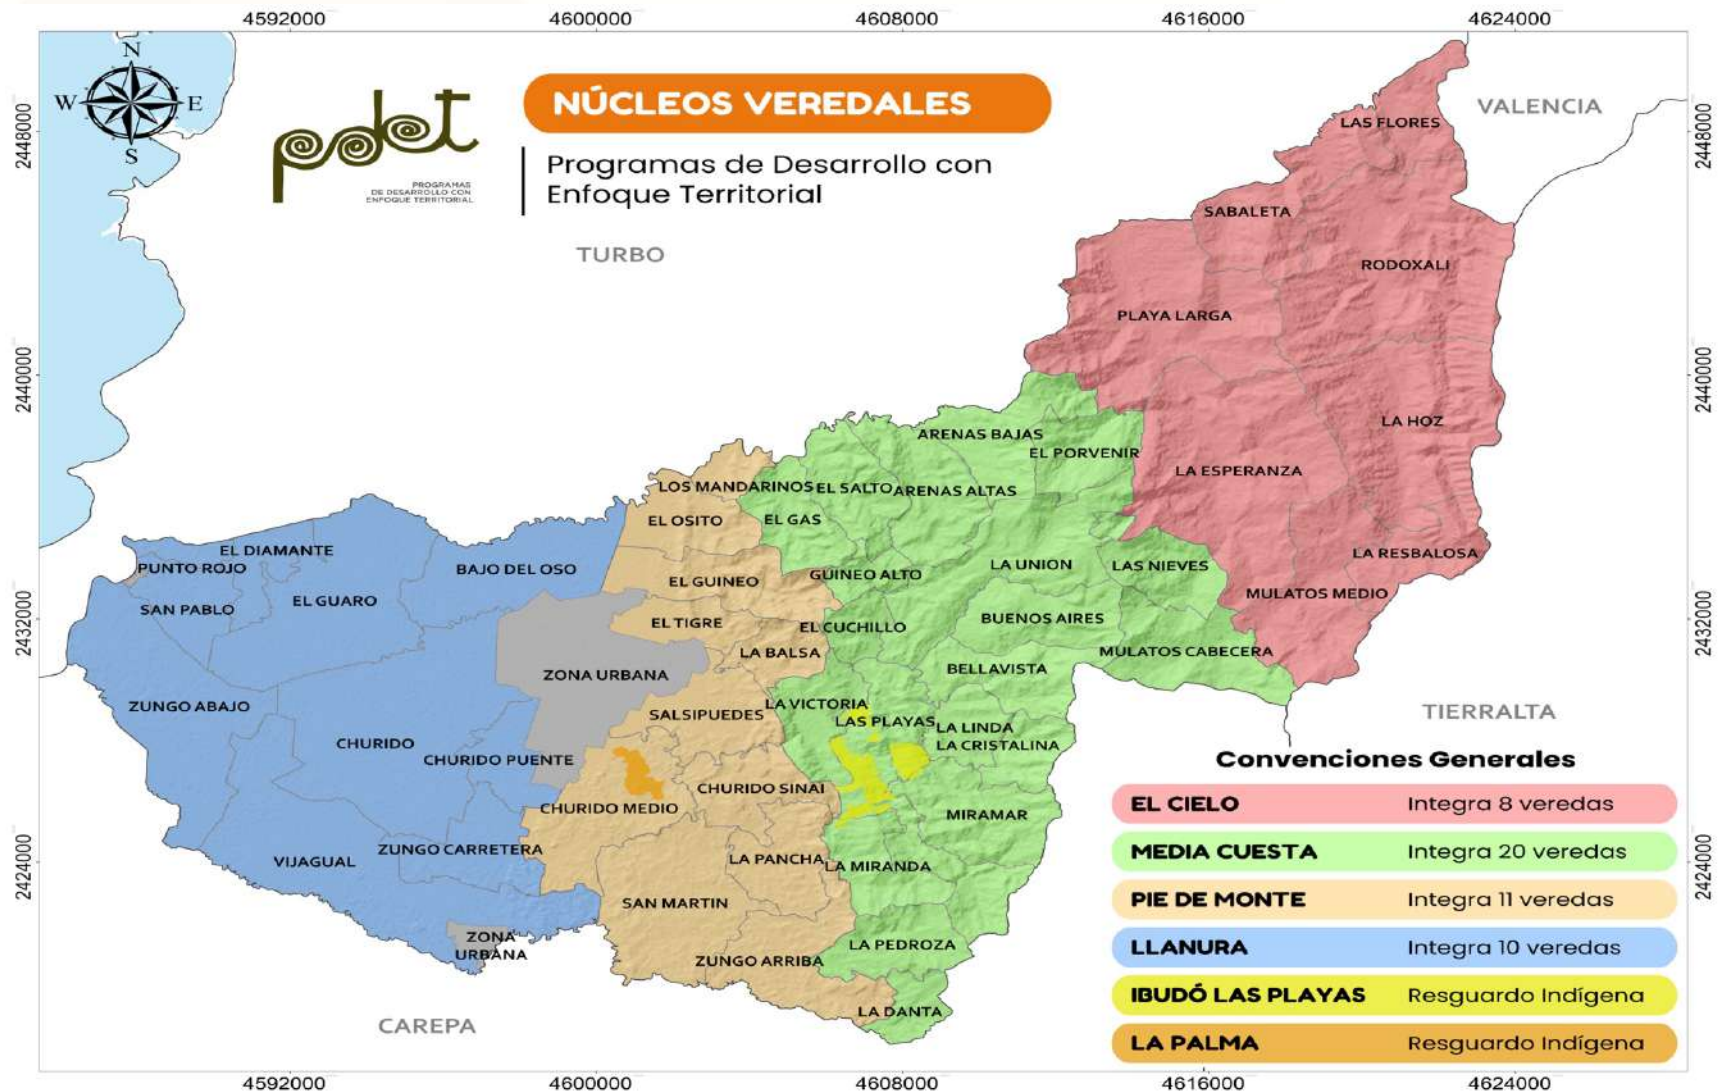 4592000 4600000 4608000 4616000 4624000
N
W E
S
pdet
PROGRAMAS
DE DESARROLLO CON
ENFOQUE TERRITORIAL
NÚCLEOS VEREDALES
Programas de Desarrollo con
Enfoque Territorial
2448000
2440000
2432000
2424000
2448000
2440000
2432000
2424000
VALENCIA
TURBO
TIERRALTA
CAREPA
LAS FLORES
SABALETA
RODOXALI
PLAYA LARGA
LA HOZ
LA ESPERANZA
LA RESBALOSA
MULATOS MEDIO
ARENAS BAJAS
EL PORVENIR
EL SALTO
ARENAS ALTAS
EL GAS
GUINEO ALTO
LA UNION
LAS NIEVES
BUENOS AIRES
EL CUCHILLO
MULATOS CABECERA
BELLAVISTA
LA VICTORIA
LAS PLAYAS
LA LINDA
LA CRISTALINA
MIRAMAR
LA MIRANDA
LA PEDROZA
LA DANTA
LOS MANDARINOS
EL OSITO
EL GUINEO
EL TIGRE
LA BALSA
SALSIPUEDES
CHURIDO SINAI
CHURIDO MEDIO
LA PANCHA
SAN MARTIN
ZUNGO ARRIBA
EL DIAMANTE
PUNTO ROJO
BAJO DEL OSO
SAN PABLO
EL GUARO
ZONA URBANA
ZUNGO ABAJO
CHURIDO
CHURIDO PUENTE
ZUNGO CARRETERA
VIJAGUAL
ZONA
URBANA
Convenciones Generales
EL CIELO Integra 8 veredas
MEDIA CUESTA Integra 20 veredas
PIE DE MONTE Integra 11 veredas
LLANURA Integra 10 veredas
IBUDÓ LAS PLAYAS Resguardo Indígena
LA PALMA Resguardo Indígena
4592000 4600000 4608000 4616000 4624000